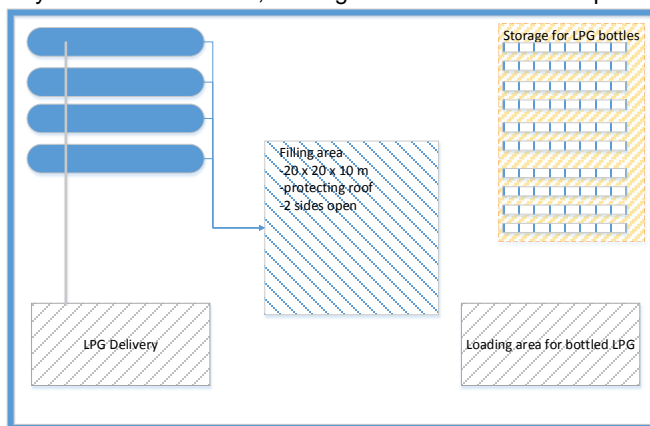 Storage for LPG bottles
Filling area
-20 x 20 x 10 m
-protecting roof
-2 sides open
LPG Delivery
Loading area for bottled LPG